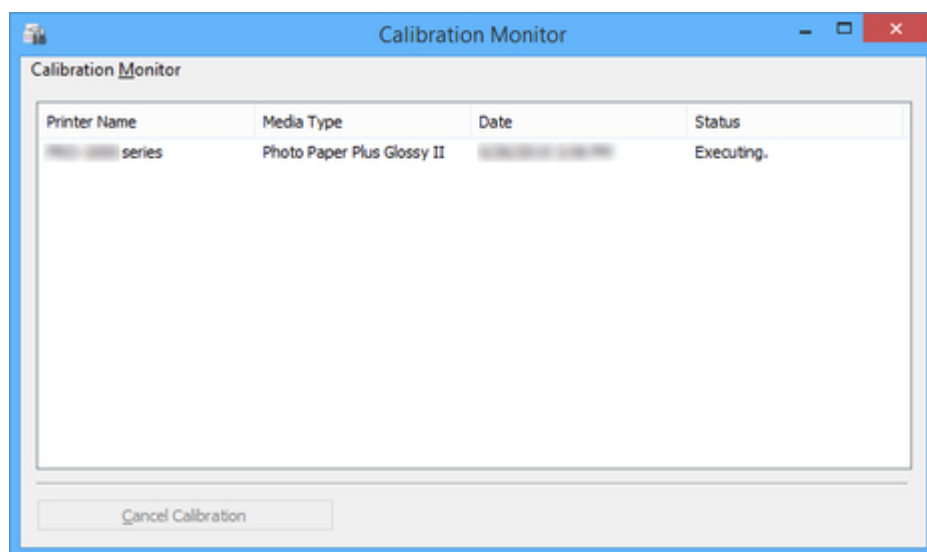 Calibration Monitor
Calibration Monitor
Printer Name Media Type Date Status
series Photo Paper Plus Glossy II Executing.
Cancel Calibration